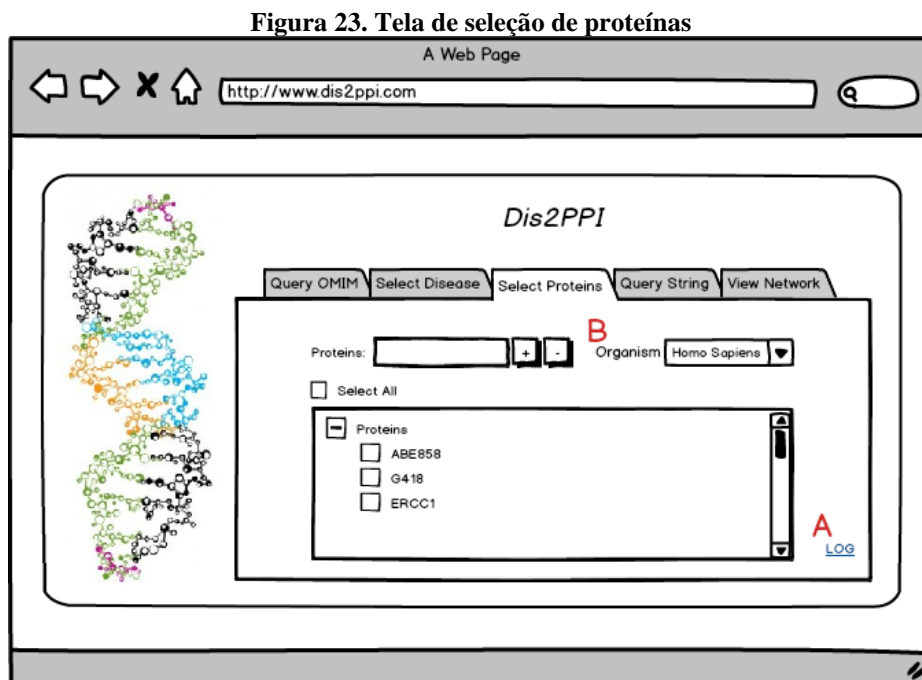 Figura 23. Tela de seleção de proteínas
A Web Page
http://www.dis2ppi.com
Dis2PPI
Query OMIM Select Disease Select Proteins Query String View Network
B
Proteins: + - Organism Homo Sapiens
Select All
Proteins
ABE858
G418
ERCC1
A
LOG